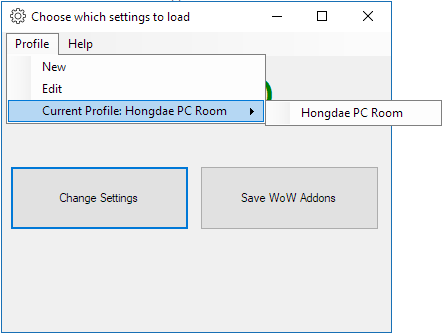 Choose which settings to load
Profile Help
New
Edit
Current Profile: Hongdae PC Room
Hongdae PC Room
Change Settings
Save WoW Addons